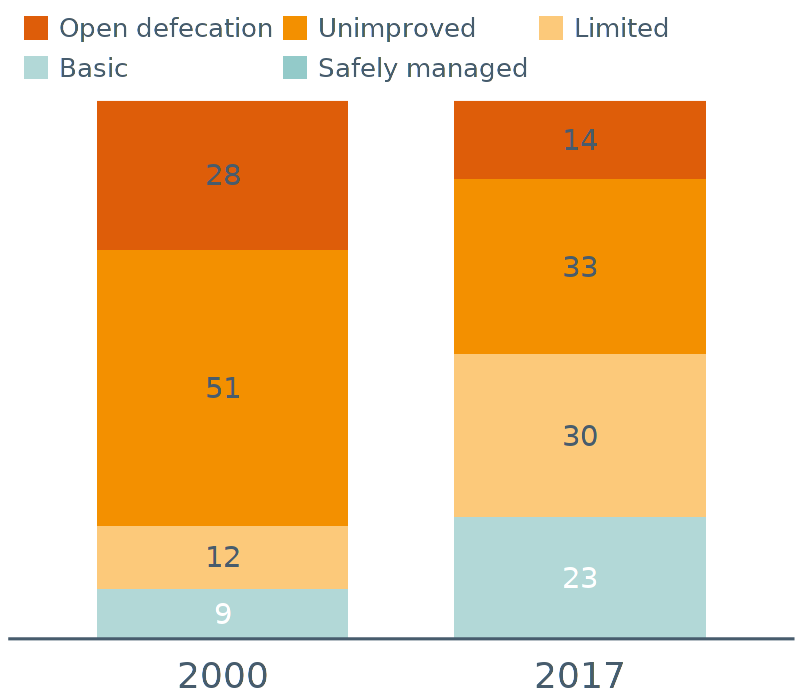 Open defecation Unimproved Limited
Basic Safely managed
28 14
51 33
12 30
9 23
2000 2017